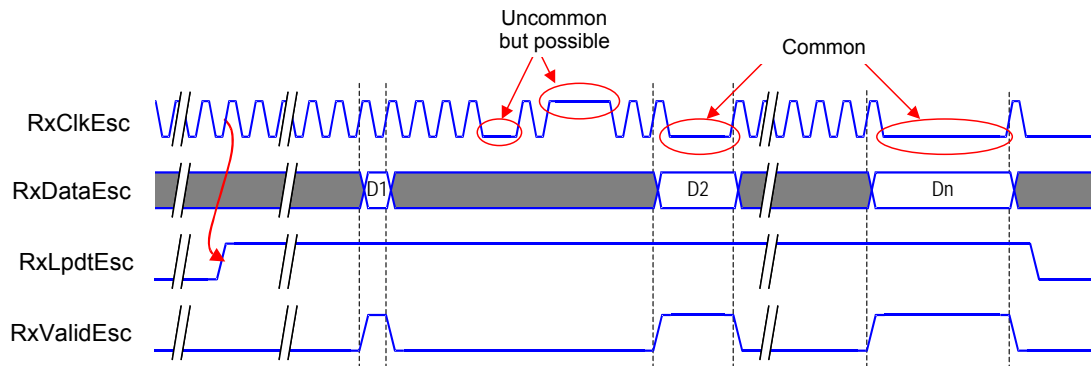 Uncommon
but possible
Common
RxClkEsc
RxDataEsc
D1
D2
Dn
RxLpdtEsc
RxValidEsc